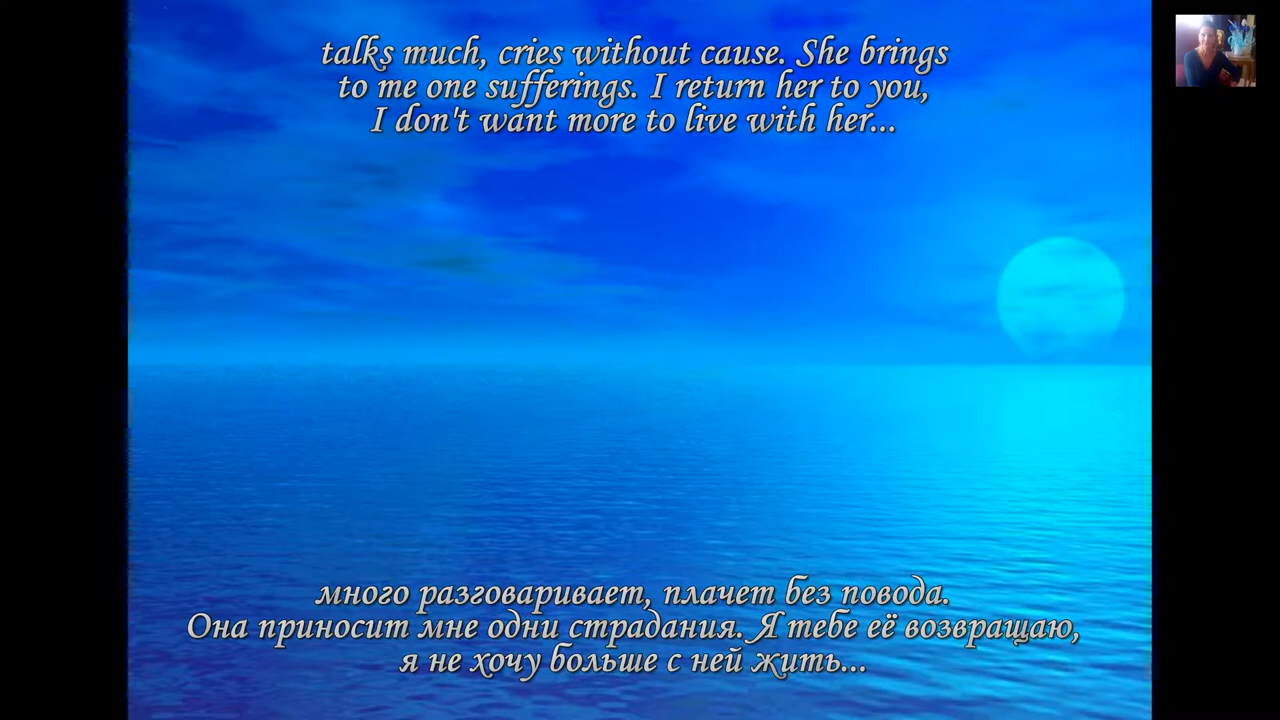 talks much, cries without cause. She brings
to me one sufferings. I return her to you,
I don't want more to live with her...
много разговаривает, плачет без повода.
Она приносит мне одни страдания. Я тебе её возвращаю,
я не хочу больше с ней жить...